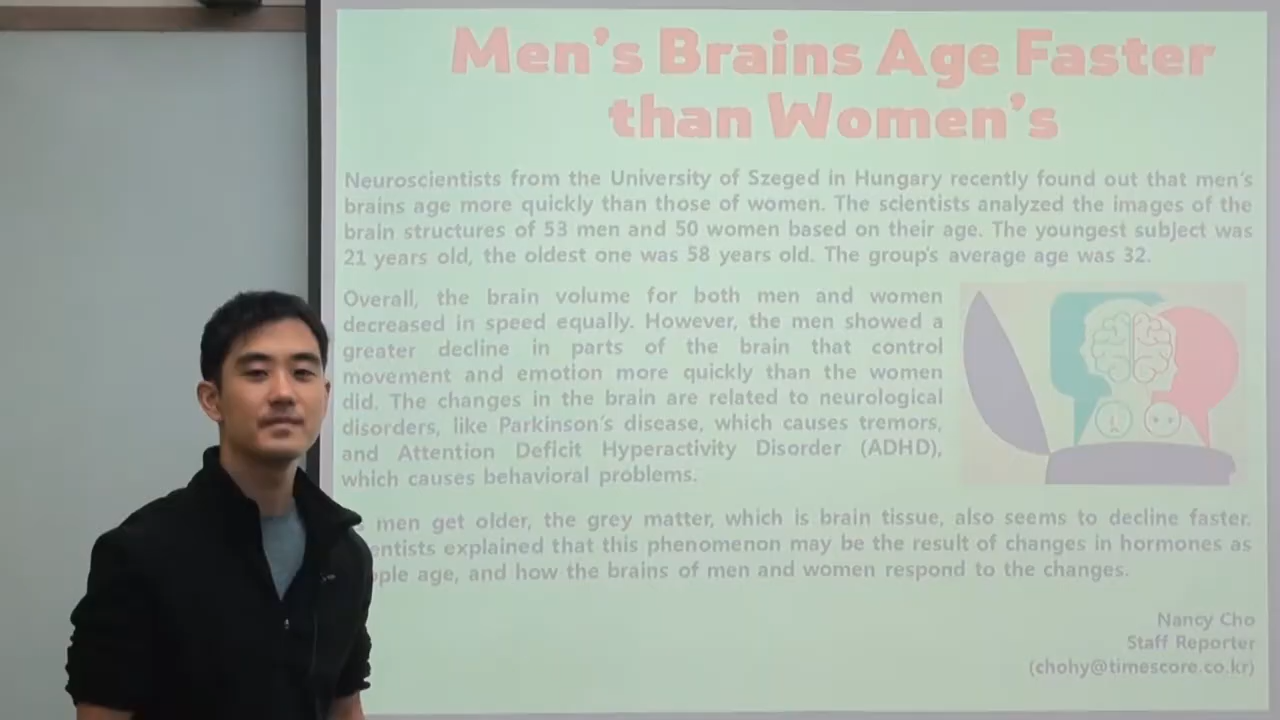 Men's Brains Age Faster
than Women's
Neuroscientists from the University of Szeged in Hungary recently found out that men's
brains age more quickly than those of women. The scientists analyzed the images of the
brain structures of 53 men and 50 women based on their age. The youngest subject was
21 years old, the oldest one was 58 years old. The group's average age was 32.
Overall, the brain volume for both men and women
decreased in speed equally. However, the men showed a
greater decline in parts of the brain that control
movement and emotion more quickly than the women
did. The changes in the brain are related to neurological
disorders, like Parkinson's disease, which causes tremors,
and Attention Deficit Hyperactivity Disorder (ADHD),
which causes behavioral problems.
men get older, the grey matter, which is brain tissue, also seems to decline faster.
entists explained that this phenomenon may be the result of changes in hormones as
ople age, and how the brains of men and women respond to the changes.
Nancy Cho
Staff Reporter
(chohy@timescore.co.kr)